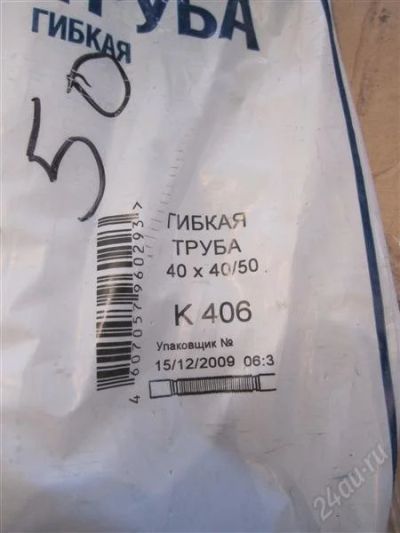 ТРУБА
ГИБКАЯ
50
ГИБКАЯ
ТРУБА
40 x 40/50
K 406
Упаковщик №
15/12/2009 06:3
4 607057 960293>
24au.ru